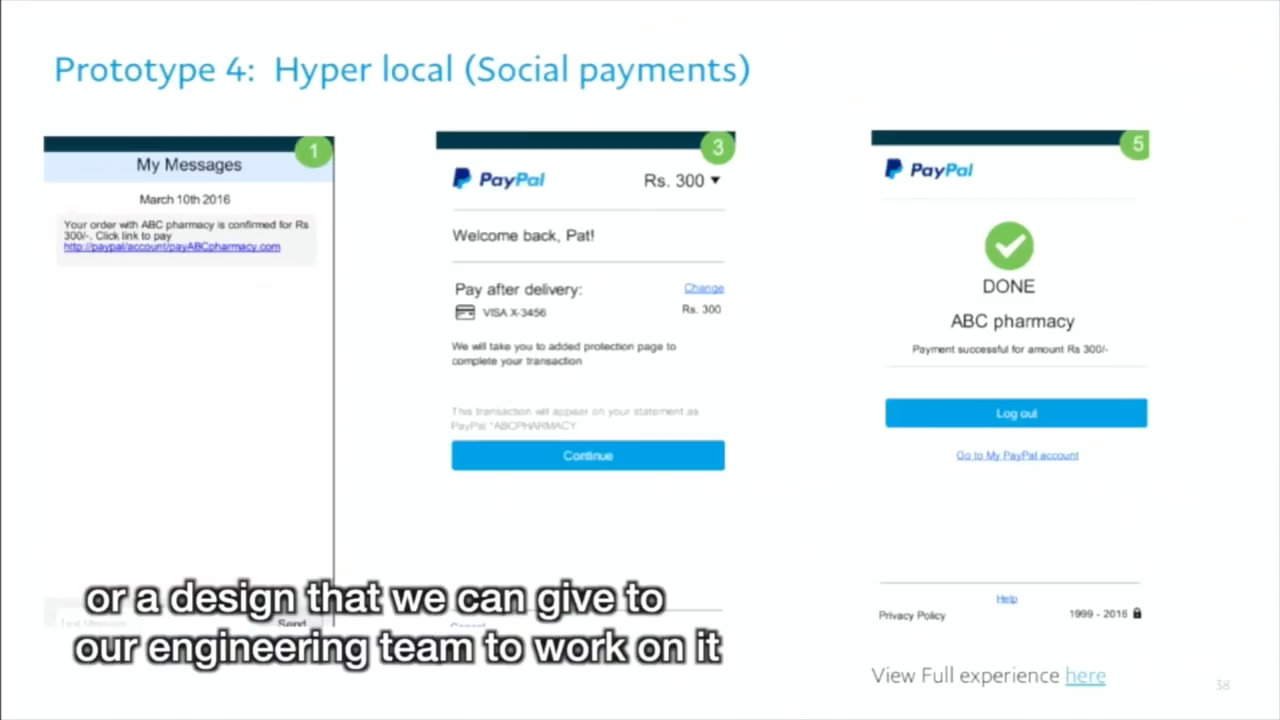 Prototype 4: Hyper local (Social payments)
1
My Messages
March 10th 2016
Your order with ABC pharmacy is confirmed for Rs
300/-. Click link to pay
http://paypal/account/payABCpharmacy.com
Text Message
Send
3
PayPal
Rs. 300
Welcome back, Pat!
Pay after delivery:
Change
VISA X-3456
Rs. 300
We will take you to added protection page to
complete your transaction
This transaction will appear on your statement as
PayPal *ABCPHARMACY
Continue
5
PayPal
DONE
ABC pharmacy
Payment successful for amount Rs 300/-
Log out
Go to My PayPal account
Help
Privacy Policy
1999 - 2016
View Full experience here
38
or a design that we can give to
our engineering team to work on it